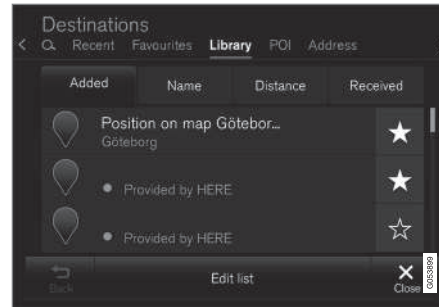 Destinations
Recent Favourites Library POI Address
Added Name Distance Received
Position on map Götebor...
Göteborg
Provided by HERE
Provided by HERE
Back Edit list Close
G053899